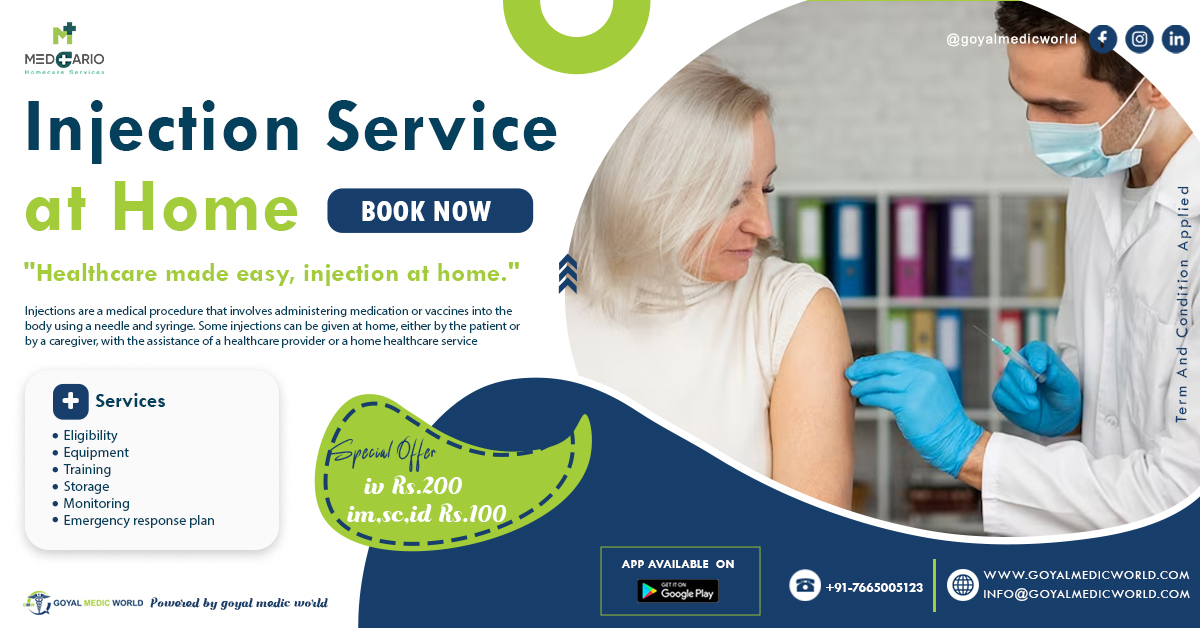 M
MEDCARIO
Homecare Services
@goyalmedicworld
Injection Service
at Home
BOOK NOW
"Healthcare made easy, injection at home."
Injections are a medical procedure that involves administering medication or vaccines into the
body using a needle and syringe. Some injections can be given at home, either by the patient or
by a caregiver, with the assistance of a healthcare provider or a home healthcare service
Services
• Eligibility
• Equipment
• Training
• Storage
• Monitoring
• Emergency response plan
Special Offer
iv Rs.200
im,sc,id Rs.100
Term And Condition Applied
GOYAL MEDIC WORLD Powered by goyal medic world
APP AVAILABLE ON
GET IT ON
Google Play
+91-7665005123
WWW.GOYALMEDICWORLD.COM
INFO@GOYALMEDICWORLD.COM